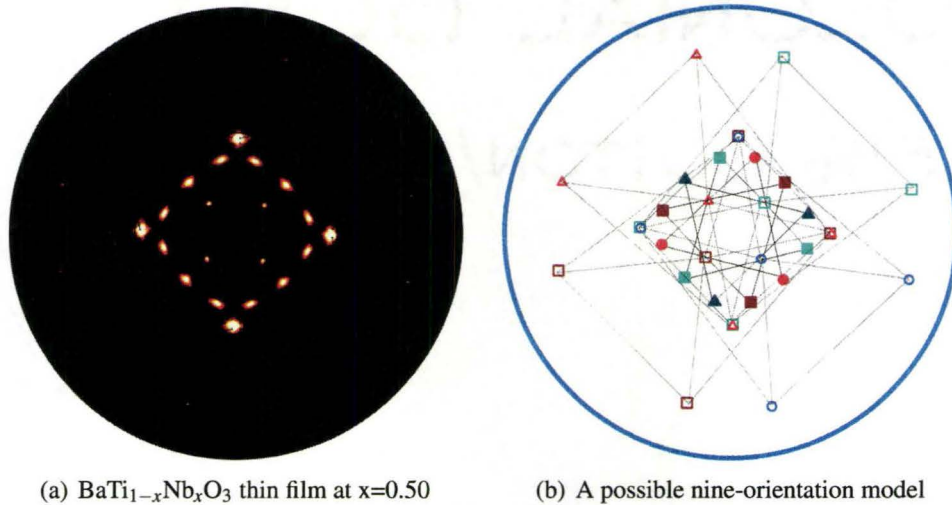 (a) BaTi₁₋ₓNbₓO₃ thin film at x=0.50
(b) A possible nine-orientation model